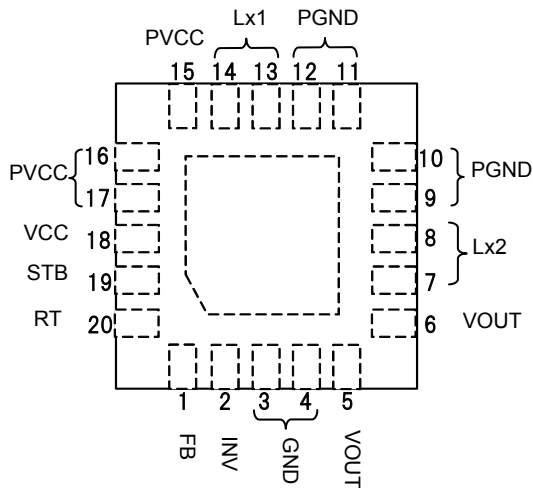 Lx1 PGND
PVCC
15 14 13 12 11
16
PVCC
17
VCC 18
STB 19
RT 20
10
PGND
9
8
Lx2
7
6 VOUT
1 2 3 4 5
FB INV GND VOUT